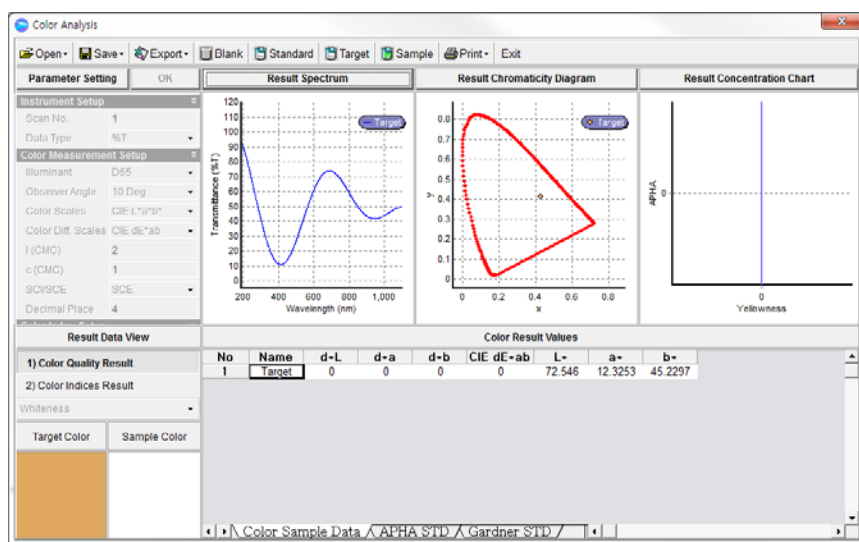 Color Analysis
Open Save Export Blank Standard Target Sample Print Exit
Parameter Setting OK Result Spectrum Result Chromaticity Diagram Result Concentration Chart
Instrument Setup
Scan No. 1
Data Type %T
Color Measurement Setup
Illuminant D65
Observer Angle 10 Deg
Color Scales CIE L*a*b*
Color Diff. Scales CIE dE*ab
l (CMC) 2
c (CMC) 1
SCI/SCE SCE
Decimal Place 4
120
110
100
90
80
70
60
50
40
30
20
10
0
Transmittance (%T)
200 400 600 800 1,000
Wavelength (nm)
Target
0.8
0.7
0.6
0.5
0.4
0.3
0.2
0.1
0
Y
0 0.2 0.4 0.6 0.8
x
Target
APHA
0
0
Yellowness
Result Data View
1) Color Quality Result
2) Color Indices Result
Whiteness
Target Color Sample Color
Color Result Values
No Name d*L d*a d*b CIE dE*ab L* a* b*
1 Target 0 0 0 0 72.546 12.3253 45.2297
Color Sample Data APHA STD Gardner STD